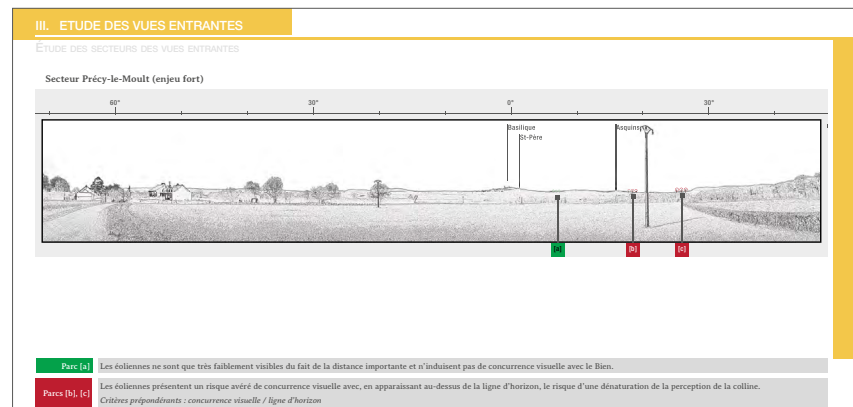 III. ETUDE DES VUES ENTRANTES
ETUDE DES SECTEURS DES VUES ENTRANTES
Secteur Précy-le-Moult (enjeu fort)
60° 30° 0° 30°
Basilique Asquins
St-Père
[a] [b] [c]
Parc [a] Les éoliennes ne sont que très faiblement visibles du fait de la distance importante et n'induisent pas de concurrence visuelle avec le Bien.
Parcs [b], [c] Les éoliennes présentent un risque avéré de concurrence visuelle avec, en apparaissant au-dessus de la ligne d'horizon, le risque d'une dénaturation de la perception de la colline.
Critères prépondérants : concurrence visuelle / ligne d'horizon